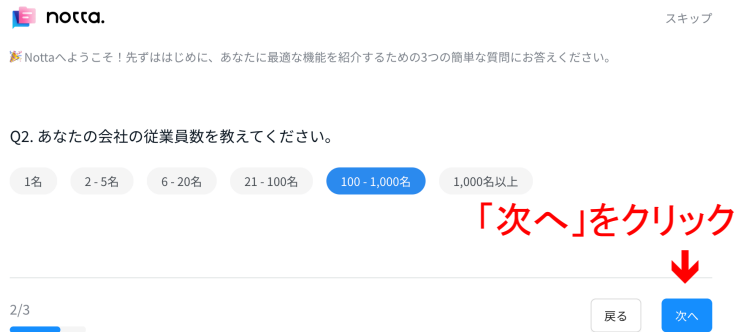 notta.
スキップ
🎉Nottaへようこそ！先ずははじめに、あなたに最適な機能を紹介するための3つの簡単な質問にお答えください。
Q2. あなたの会社の従業員数を教えてください。
1名
2 - 5名
6 - 20名
21 - 100名
100 - 1,000名
1,000名以上
「次へ」をクリック
2/3
戻る
次へ